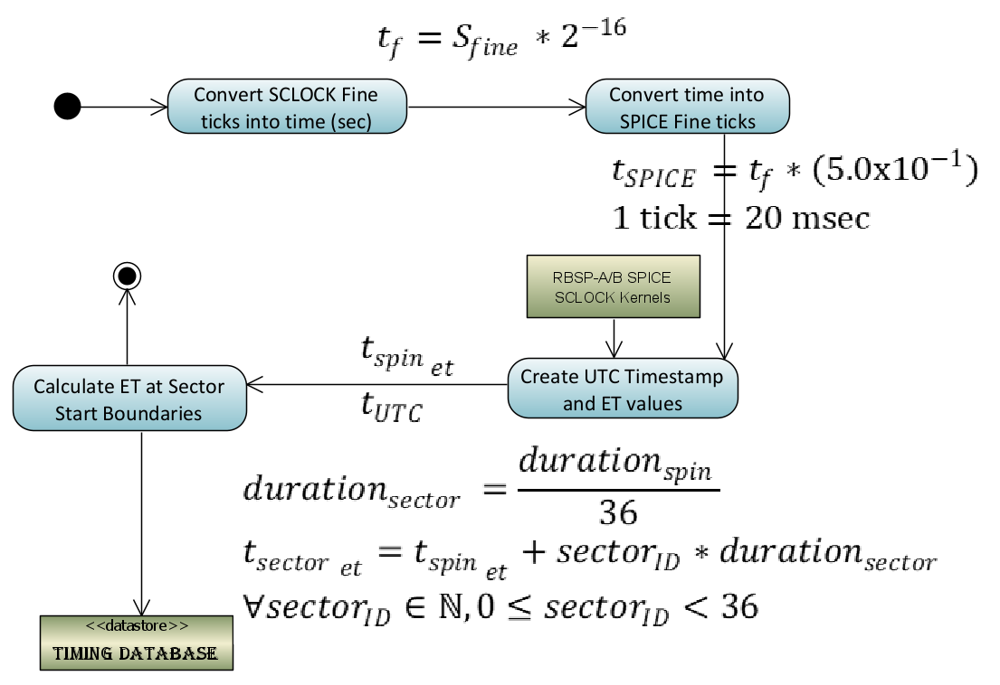 t_f = S_fine * 2^−16
Convert SCLOCK Fine
ticks into time (sec)
Convert time into
SPICE Fine ticks
t_SPICE = t_f * (5.0x10^−1)
1 tick = 20 msec
RBSP-A/B SPICE
SCLOCK Kernels
t_spin et
t_UTC
Create UTC Timestamp
and ET values
Calculate ET at Sector
Start Boundaries
duration_sector = duration_spin / 36
t_sector et = t_spin et + sector_ID * duration_sector
∀sector_ID ∈ ℕ, 0 ≤ sector_ID < 36
<<datastore>>
TIMING DATABASE